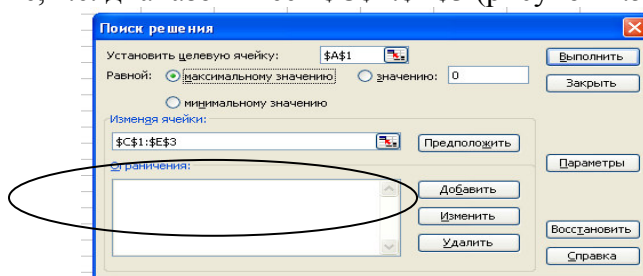 Поиск решения
Установить целевую ячейку: $A$1
Равной: максимальному значению значению: 0
минимальному значению
Изменяя ячейки:
$C$1:$E$3
Предположить
Ограничения:
Добавить
Изменить
Удалить
Выполнить
Закрыть
Параметры
Восстановить
Справка